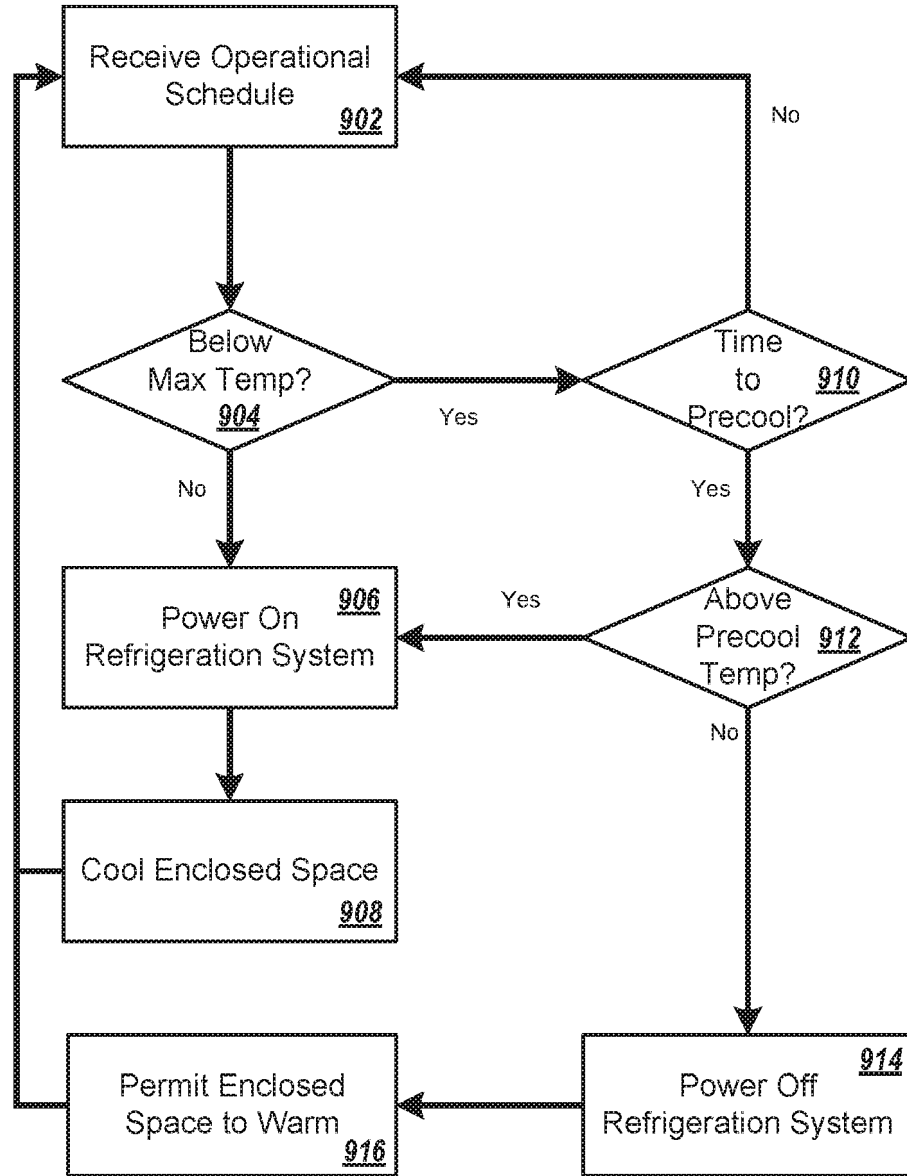 Receive Operational
Schedule
902
No
Below
Max Temp?
904
Yes
Time
to
Precool?
910
No
Yes
906
Power On
Refrigeration System
Yes
Above
Precool
Temp?
912
No
Cool Enclosed Space
908
Permit Enclosed
Space to Warm
916
914
Power Off
Refrigeration System